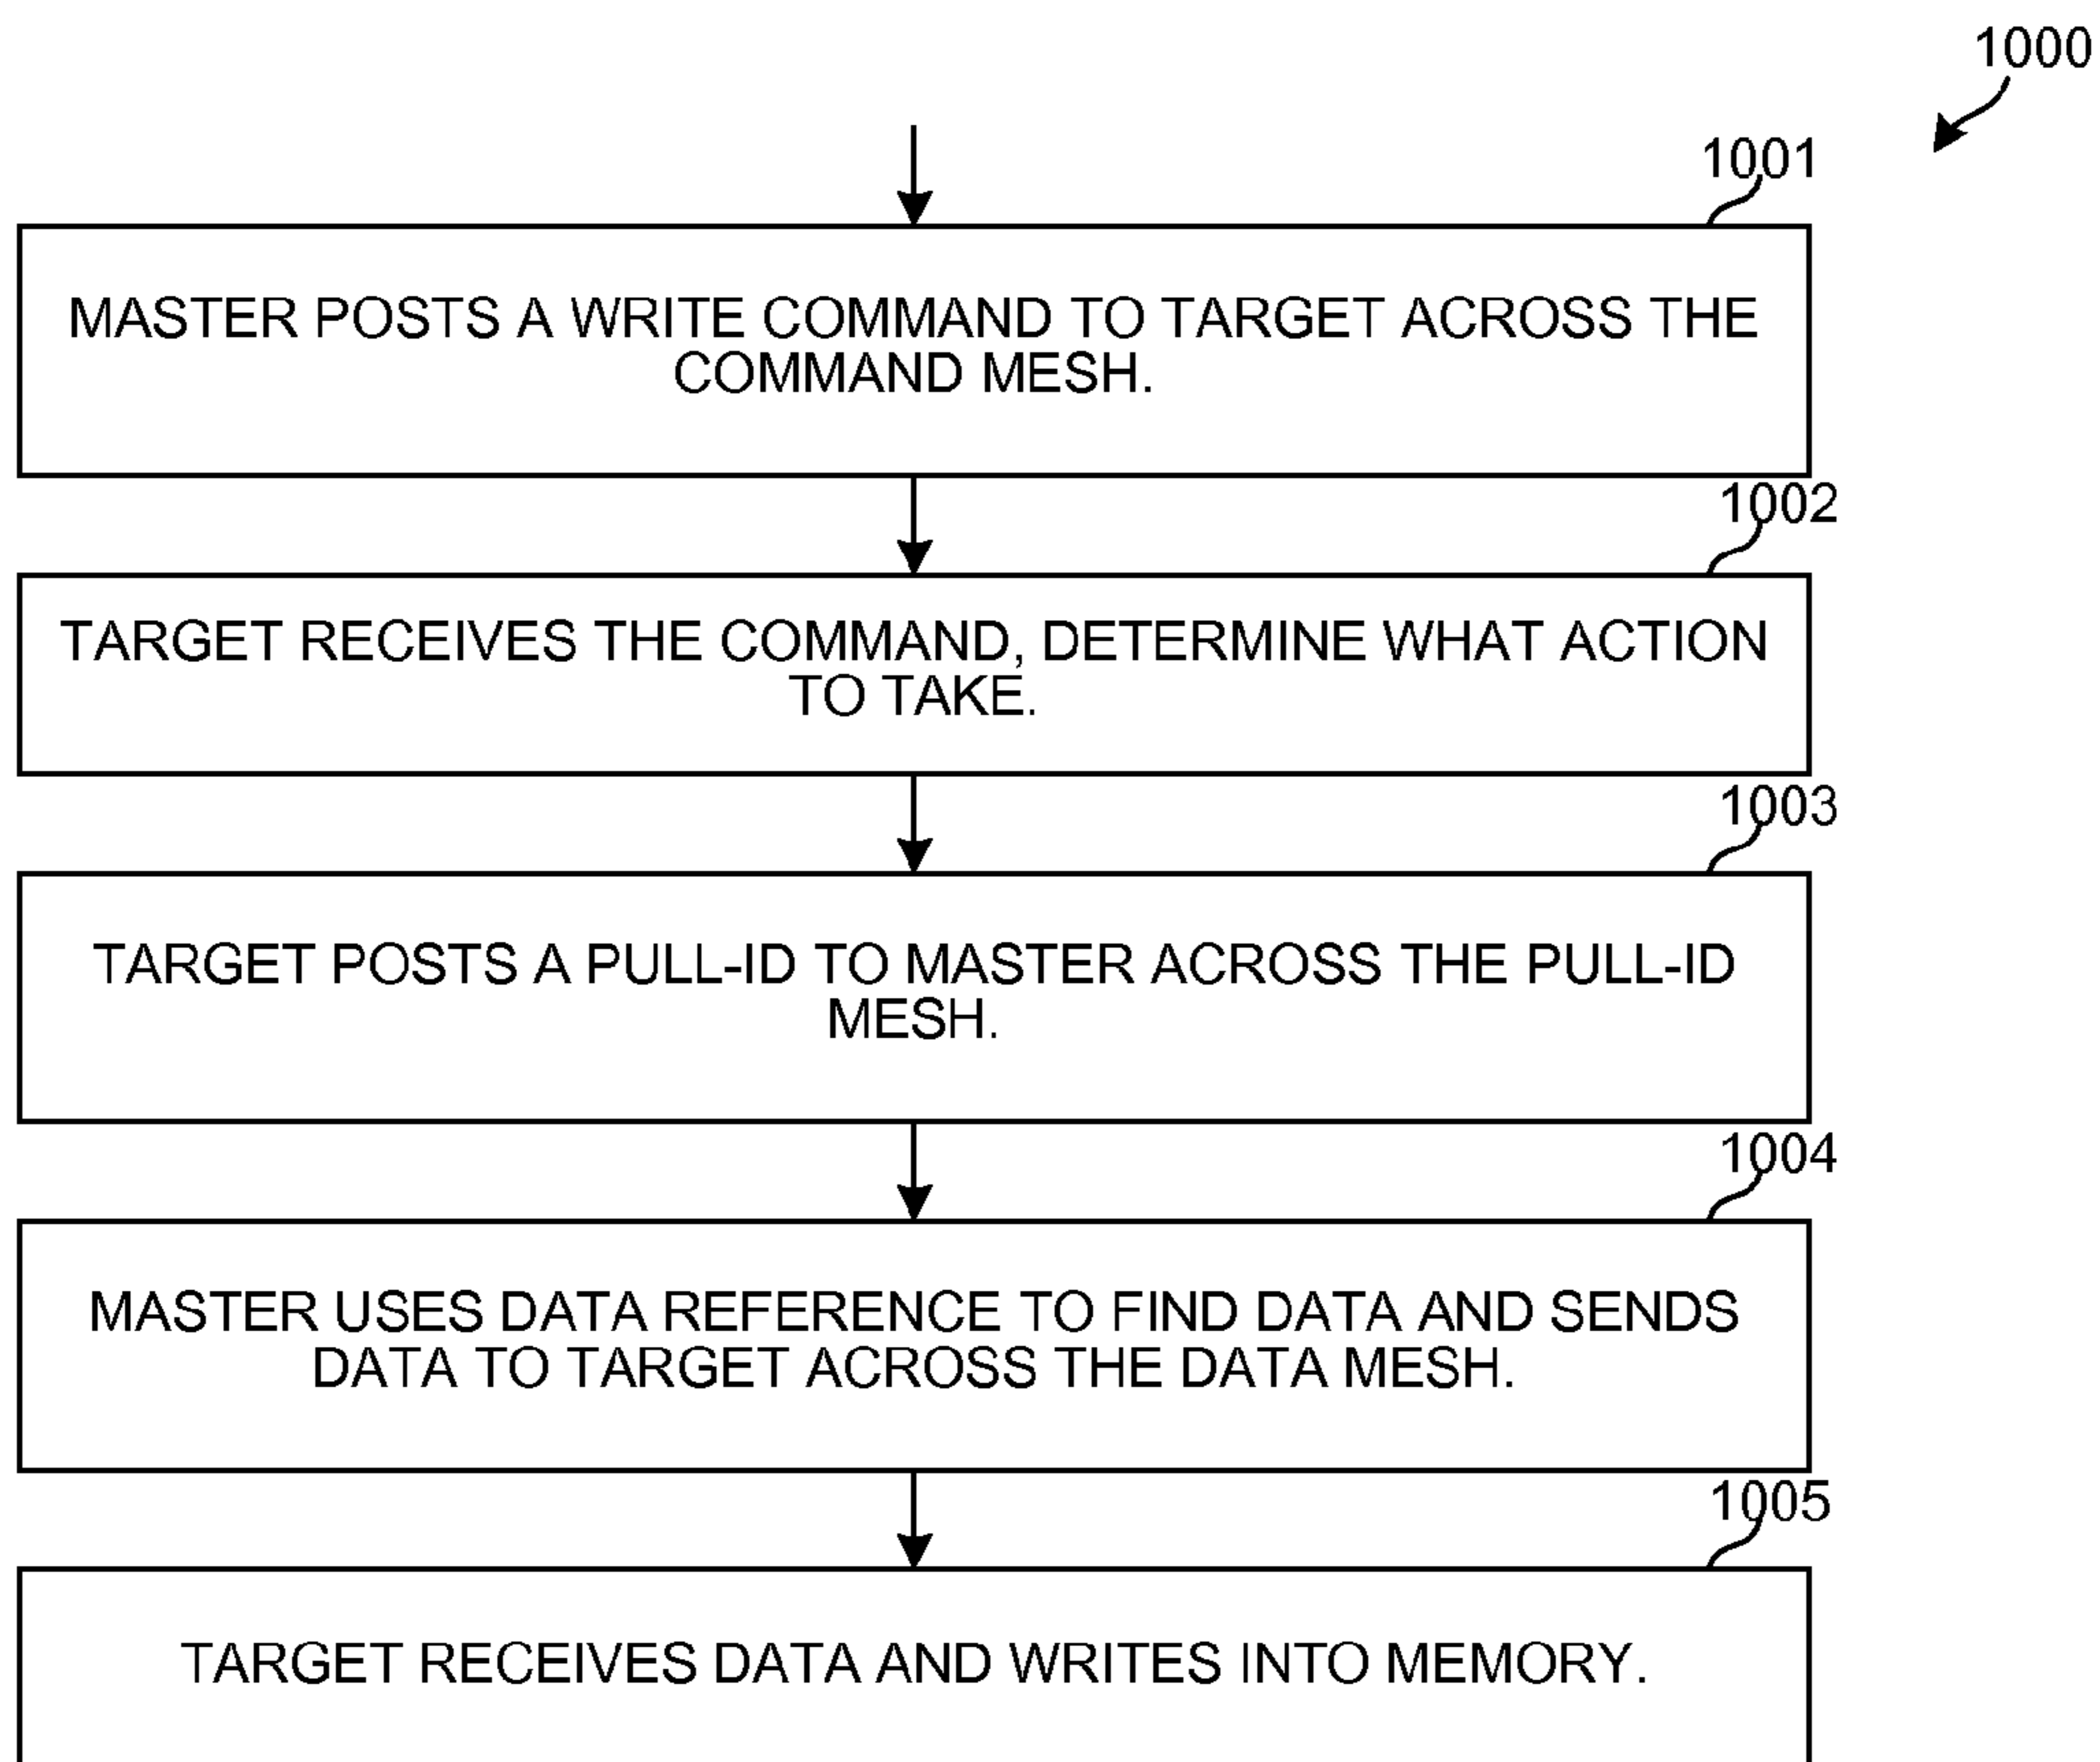 1000
1001
MASTER POSTS A WRITE COMMAND TO TARGET ACROSS THE
COMMAND MESH.
1002
TARGET RECEIVES THE COMMAND, DETERMINE WHAT ACTION
TO TAKE.
1003
TARGET POSTS A PULL-ID TO MASTER ACROSS THE PULL-ID
MESH.
1004
MASTER USES DATA REFERENCE TO FIND DATA AND SENDS
DATA TO TARGET ACROSS THE DATA MESH.
1005
TARGET RECEIVES DATA AND WRITES INTO MEMORY.